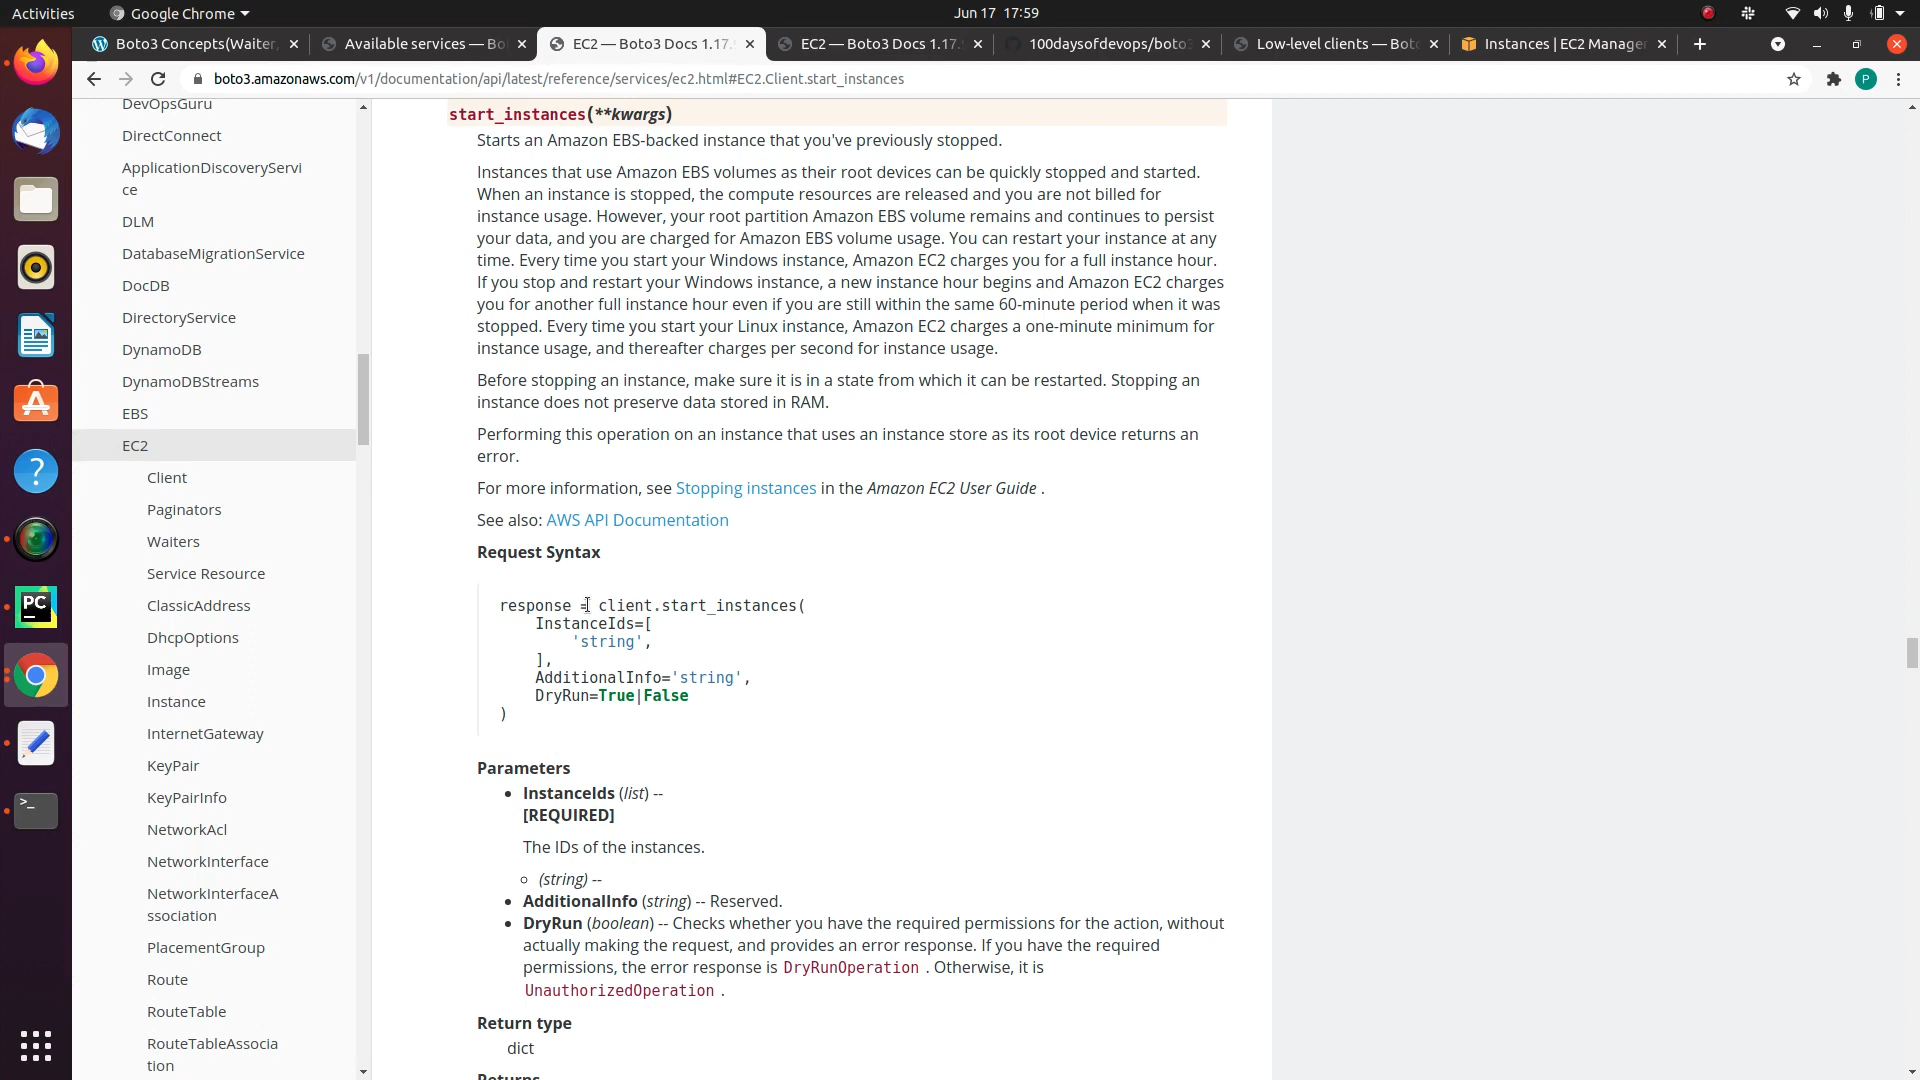 Activities
Google Chrome
Jun 17 17:59
Boto3 Concepts(Waiter,
Available services — Bo
EC2 — Boto3 Docs 1.17.
EC2 — Boto3 Docs 1.17.
100daysofdevops/boto3
Low-level clients — Bot
Instances | EC2 Manage
boto3.amazonaws.com/v1/documentation/api/latest/reference/services/ec2.html#EC2.Client.start_instances
P
DevOpsGuru
DirectConnect
ApplicationDiscoveryServi
ce
DLM
DatabaseMigrationService
DocDB
DirectoryService
DynamoDB
DynamoDBStreams
EBS
EC2
Client
Paginators
Waiters
Service Resource
ClassicAddress
DhcpOptions
Image
Instance
InternetGateway
KeyPair
KeyPairInfo
NetworkAcl
NetworkInterface
NetworkInterfaceA
ssociation
PlacementGroup
Route
RouteTable
RouteTableAssocia
tion
start_instances(**kwargs)
Starts an Amazon EBS-backed instance that you've previously stopped.
Instances that use Amazon EBS volumes as their root devices can be quickly stopped and started.
When an instance is stopped, the compute resources are released and you are not billed for
instance usage. However, your root partition Amazon EBS volume remains and continues to persist
your data, and you are charged for Amazon EBS volume usage. You can restart your instance at any
time. Every time you start your Windows instance, Amazon EC2 charges you for a full instance hour.
If you stop and restart your Windows instance, a new instance hour begins and Amazon EC2 charges
you for another full instance hour even if you are still within the same 60-minute period when it was
stopped. Every time you start your Linux instance, Amazon EC2 charges a one-minute minimum for
instance usage, and thereafter charges per second for instance usage.
Before stopping an instance, make sure it is in a state from which it can be restarted. Stopping an
instance does not preserve data stored in RAM.
Performing this operation on an instance that uses an instance store as its root device returns an
error.
For more information, see Stopping instances in the Amazon EC2 User Guide .
See also: AWS API Documentation
Request Syntax
response = client.start_instances(
InstanceIds=[
'string',
],
AdditionalInfo='string',
DryRun=True|False
)
Parameters
InstanceIds (list) --
[REQUIRED]
The IDs of the instances.
(string) --
AdditionalInfo (string) -- Reserved.
DryRun (boolean) -- Checks whether you have the required permissions for the action, without
actually making the request, and provides an error response. If you have the required
permissions, the error response is DryRunOperation . Otherwise, it is
UnauthorizedOperation .
Return type
dict
Returns
PC